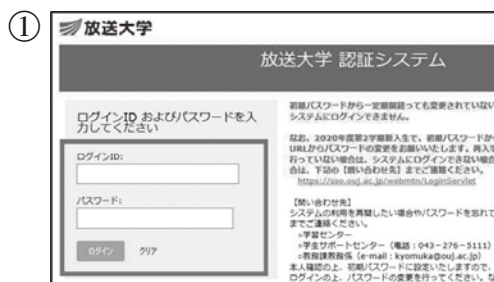 ①
放送大学
放送大学 認証システム
ログインID およびパスワードを入
力してください
ログインID:
パスワード:
ログイン クリア
初期パスワードから一定期間経っても変更されていない
システムにログインできません。
なお、2020年度第2学期新入生で、初期パスワードか
URLからパスワードの変更をお願いいたします。再入学
行っていない場合は、システムにログインできない場合
合は、下記の【問い合わせ先】までご連絡ください。
https://sso.ouj.ac.jp/webmtn/LoginServlet
【問い合わせ先】
システムの利用を再開したい場合やパスワードを忘れて
までご連絡ください。
◦学習センター
◦学生サポートセンター（電話：043-276-5111）
◦教務課教務係（e-mail：kyomuka@ouj.ac.jp）
本人確認の上、初期パスワードに設定いたしますので、
ログインの上、パスワードの変更を行ってください。な